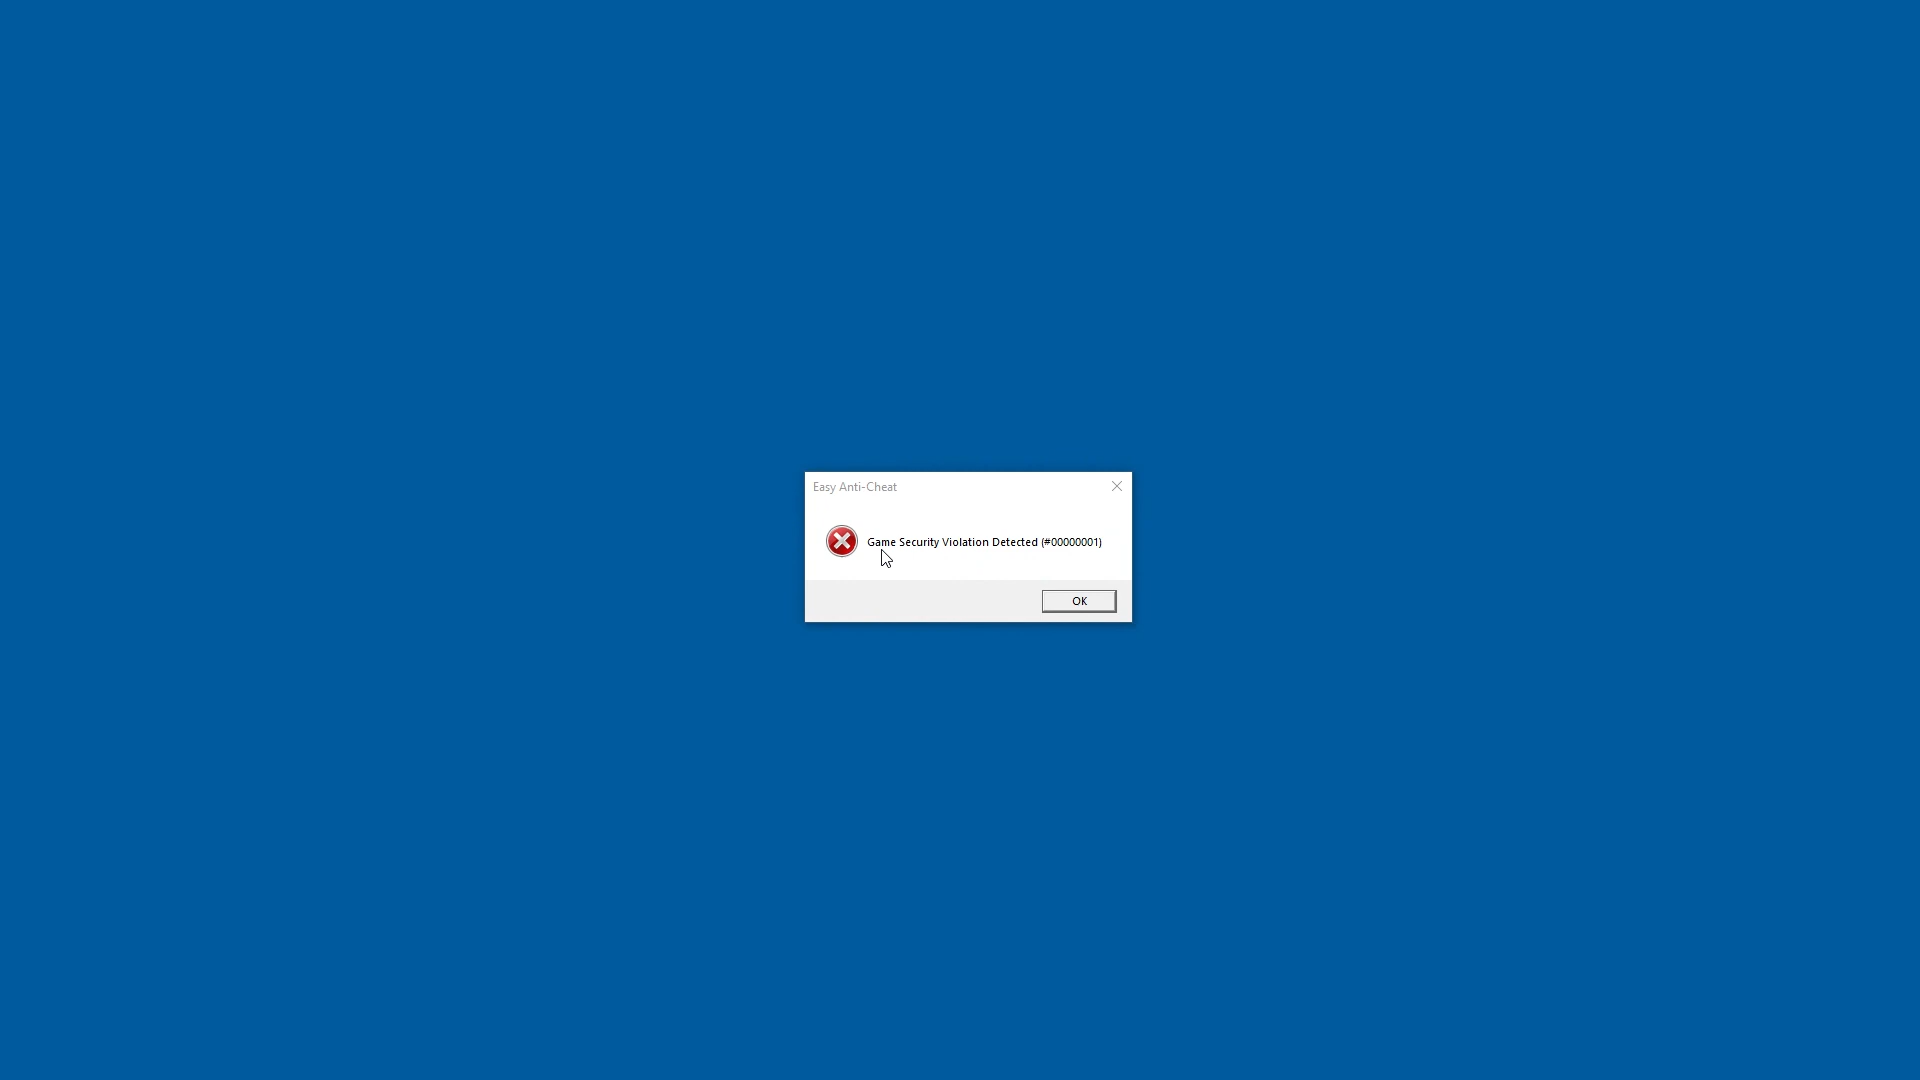 Easy Anti-Cheat
Game Security Violation Detected (#00000001)
OK